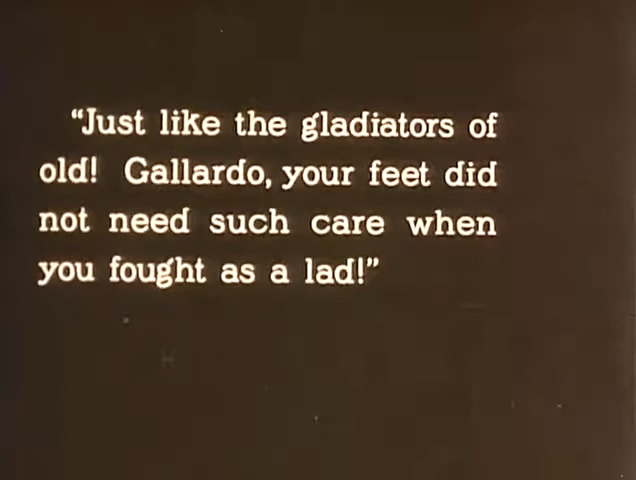 “Just like the gladiators of
old! Gallardo, your feet did
not need such care when
you fought as a lad!”